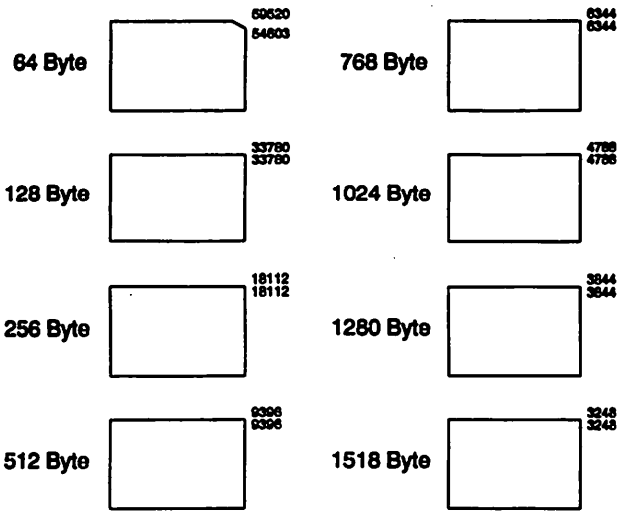 59520
54603
64 Byte
6344
6344
768 Byte
33780
33780
128 Byte
4788
4788
1024 Byte
18112
18112
256 Byte
3844
3844
1280 Byte
9396
9396
512 Byte
3248
3248
1518 Byte